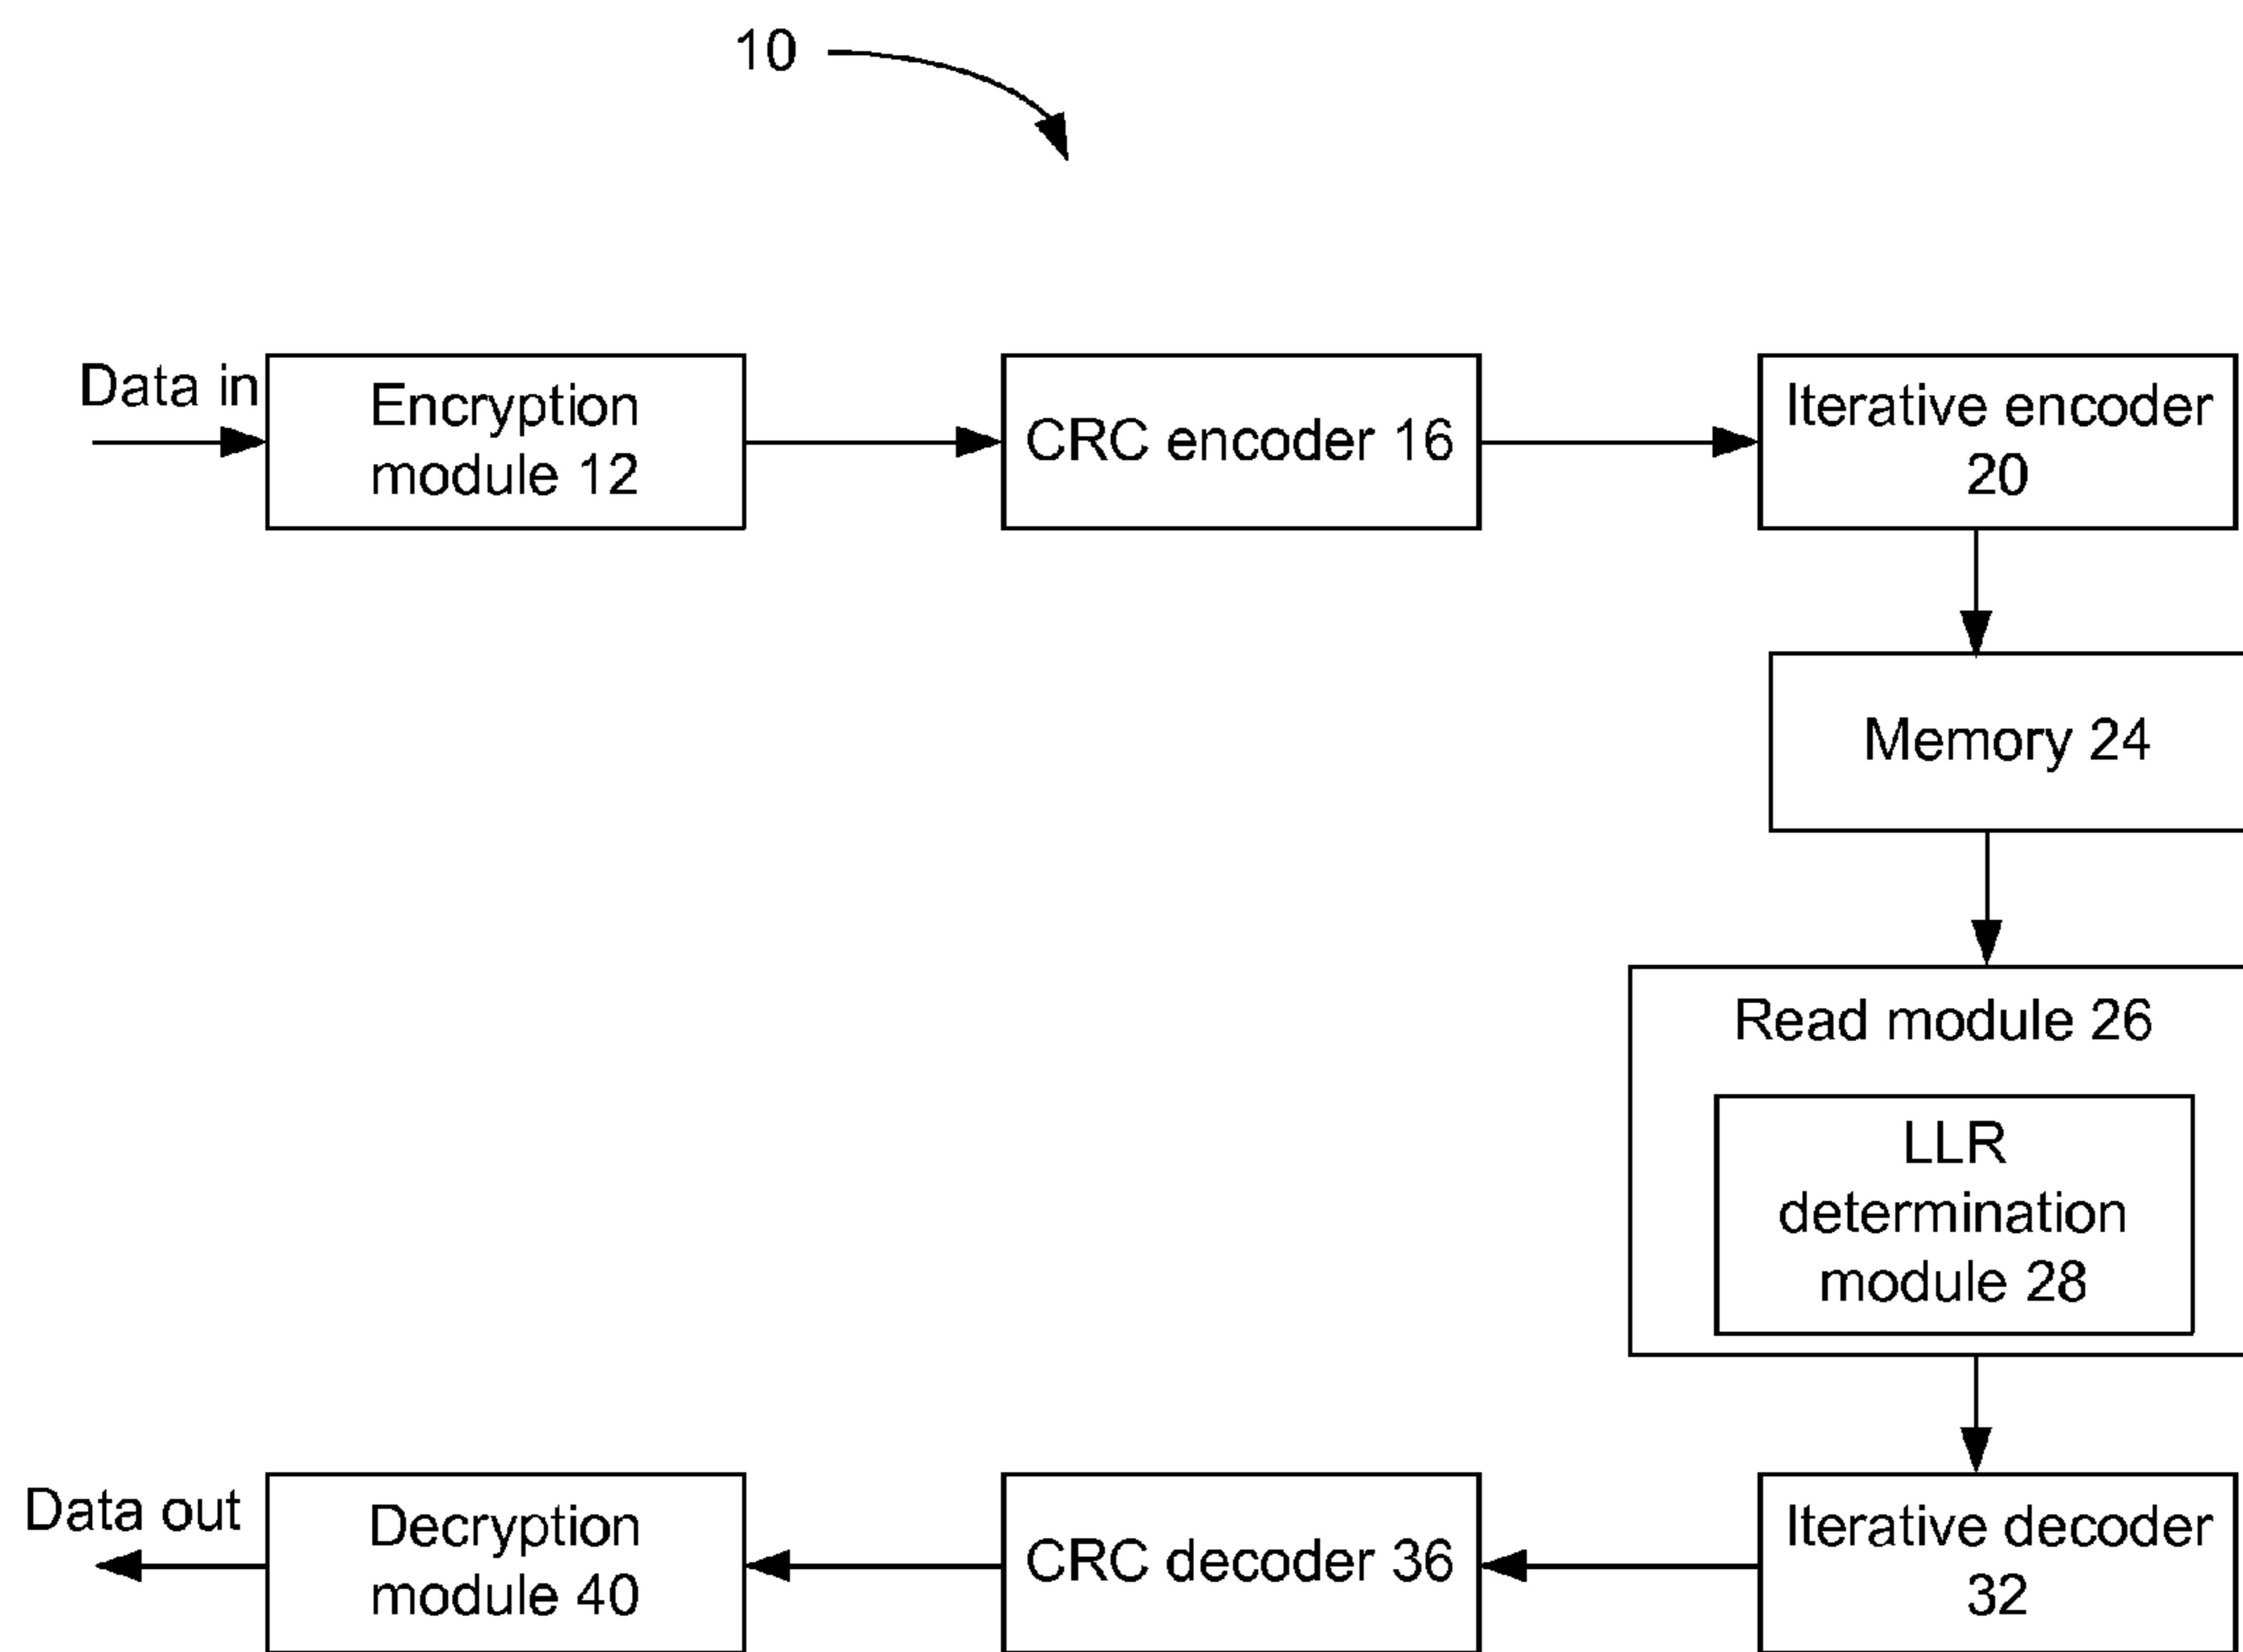 10
Data in
Encryption
module 12
CRC encoder 16
Iterative encoder
20
Memory 24
Read module 26
LLR
determination
module 28
Data out
Decryption
module 40
CRC decoder 36
Iterative decoder
32